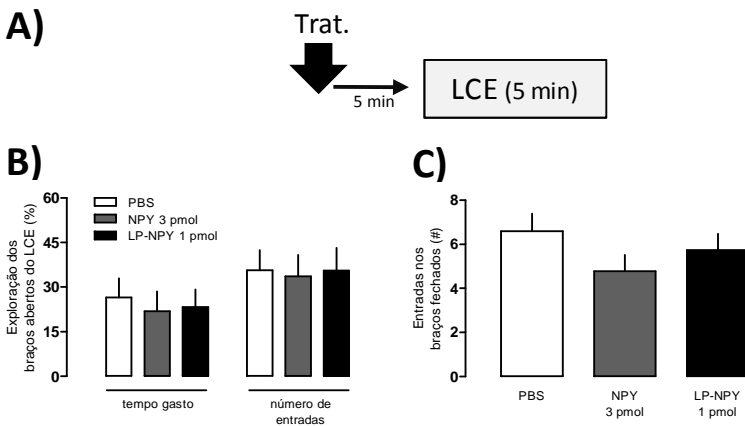 A)
Trat.
5 min
LCE (5 min)
B)
Exploração dos
braços abertos do LCE (%)
60
45
30
15
0
PBS
NPY 3 pmol
LP-NPY 1 pmol
tempo gasto
número de
entradas
C)
Entradas nos
braços fechados (#)
8
6
4
2
0
PBS
NPY
3 pmol
LP-NPY
1 pmol